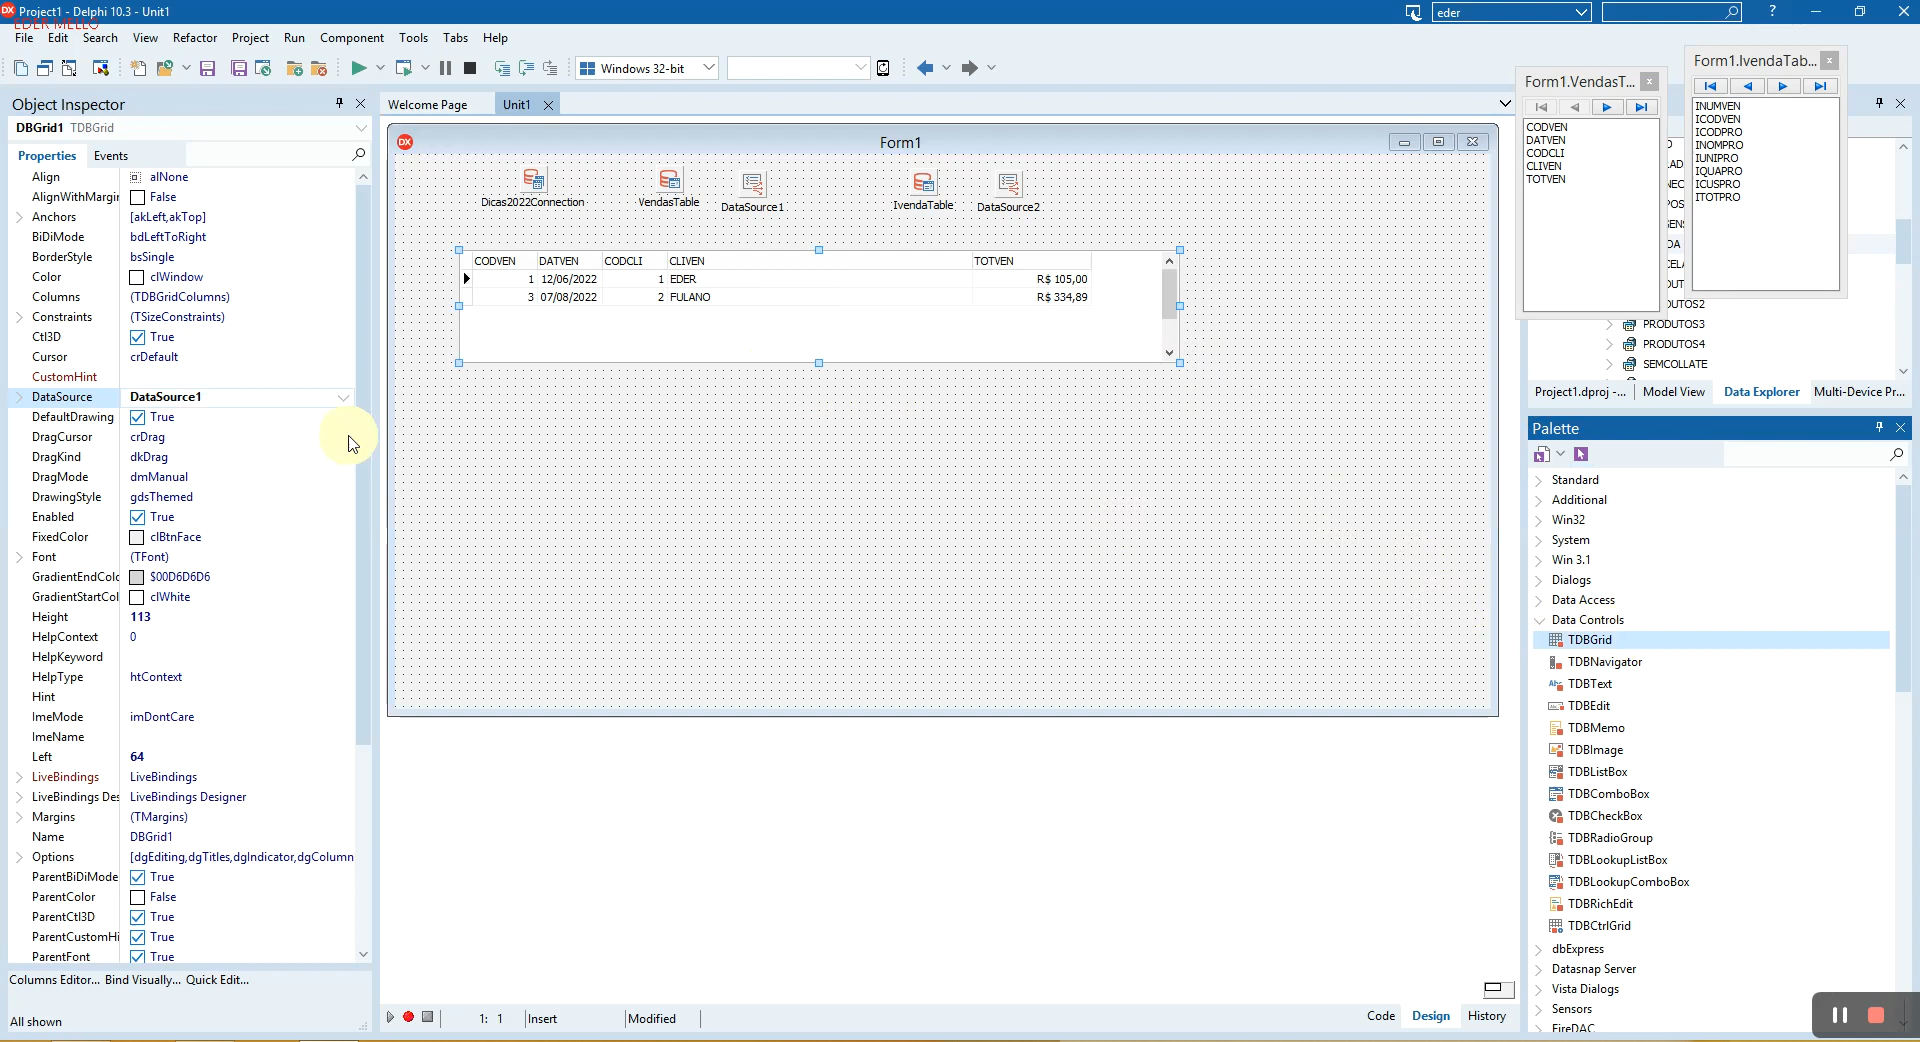 Project1 - Delphi 10.3 - Unit1
eder
?
EDER MELLO
File Edit Search View Refactor Project Run Component Tools Tabs Help
Windows 32-bit
Object Inspector
DBGrid1 TDBGrid
Properties Events
Align alNone
AlignWithMargin False
Anchors [akLeft,akTop]
BiDiMode bdLeftToRight
BorderStyle bsSingle
Color clWindow
Columns (TDBGridColumns)
Constraints (TSizeConstraints)
Ctl3D True
Cursor crDefault
CustomHint
DataSource DataSource1
DefaultDrawing True
DragCursor crDrag
DragKind dkDrag
DragMode dmManual
DrawingStyle gdsThemed
Enabled True
FixedColor clBtnFace
Font (TFont)
GradientEndCol $00D6D6D6
GradientStartCol clWhite
Height 113
HelpContext 0
HelpKeyword
HelpType htContext
Hint
ImeMode imDontCare
ImeName
Left 64
LiveBindings LiveBindings
LiveBindings Des LiveBindings Designer
Margins (TMargins)
Name DBGrid1
Options [dgEditing,dgTitles,dgIndicator,dgColumn
ParentBiDiMode True
ParentColor False
ParentCtl3D True
ParentCustomHi True
ParentFont True
Columns Editor... Bind Visually... Quick Edit...
All shown
Welcome Page Unit1
Form1
Dicas2022Connection VendasTable DataSource1 IvendaTable DataSource2
CODVEN DATVEN CODCLI CLIVEN TOTVEN
1 12/06/2022 1 EDER R$ 105,00
3 07/08/2022 2 FULANO R$ 334,89
1: 1 Insert Modified
Code Design History
Form1.VendasT...
CODVEN
DATVEN
CODCLI
CLIVEN
TOTVEN
Form1.IvendaTab...
INUMVEN
ICODVEN
ICODPRO
INOMPRO
IUNIPRO
IQUAPRO
ICUSPRO
ITOTPRO
PRODUTOS3
PRODUTOS4
SEMCOLLATE
Project1.dproj -... Model View Data Explorer Multi-Device Pr...
Palette
Standard
Additional
Win32
System
Win 3.1
Dialogs
Data Access
Data Controls
TDBGrid
TDBNavigator
TDBText
TDBEdit
TDBMemo
TDBImage
TDBListBox
TDBComboBox
TDBCheckBox
TDBRadioGroup
TDBLookupListBox
TDBLookupComboBox
TDBRichEdit
TDBCtrlGrid
dbExpress
Datasnap Server
Vista Dialogs
Sensors
FireDAC